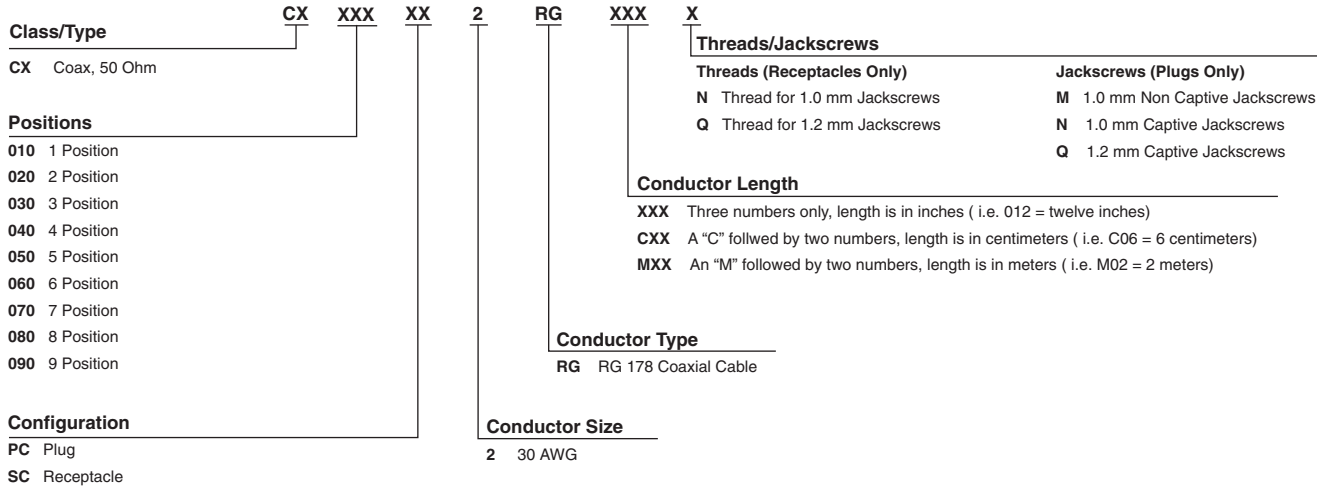 CX XXX XX 2 RG XXX X
Class/Type
CX Coax, 50 Ohm
Positions
010 1 Position
020 2 Position
030 3 Position
040 4 Position
050 5 Position
060 6 Position
070 7 Position
080 8 Position
090 9 Position
Configuration
PC Plug
SC Receptacle
Conductor Size
2 30 AWG
Conductor Type
RG RG 178 Coaxial Cable
Conductor Length
XXX Three numbers only, length is in inches ( i.e. 012 = twelve inches)
CXX A “C” follwed by two numbers, length is in centimeters ( i.e. C06 = 6 centimeters)
MXX An “M” followed by two numbers, length is in meters ( i.e. M02 = 2 meters)
Threads/Jackscrews
Threads (Receptacles Only)
N Thread for 1.0 mm Jackscrews
Q Thread for 1.2 mm Jackscrews
Jackscrews (Plugs Only)
M 1.0 mm Non Captive Jackscrews
N 1.0 mm Captive Jackscrews
Q 1.2 mm Captive Jackscrews